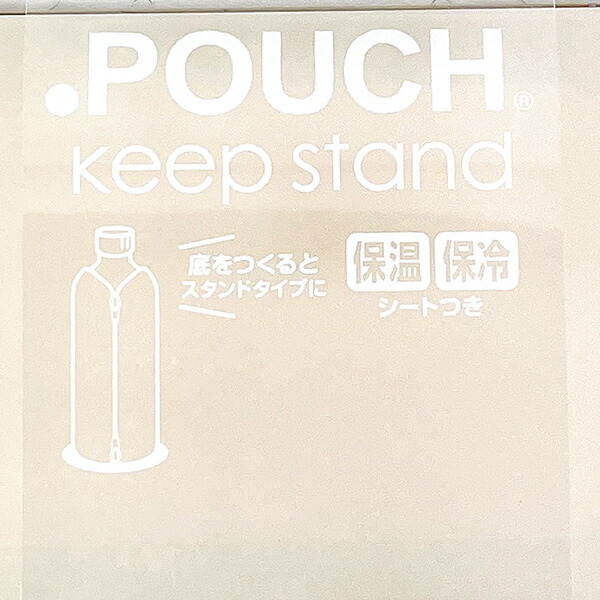 .POUCH®
Keep stand
底をつくると
スタンドタイプに
保温 保冷
シートつき